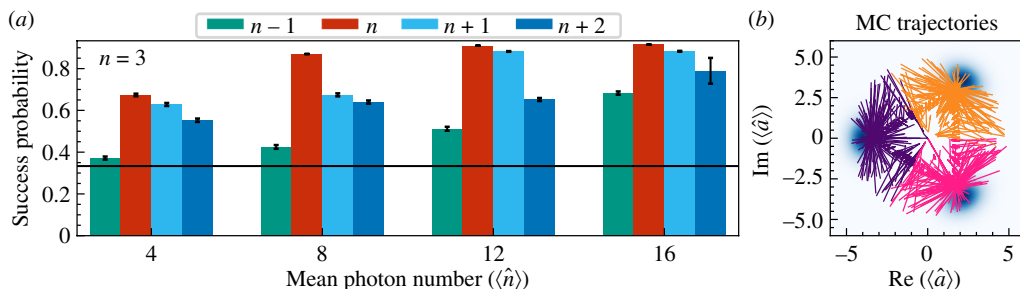 (a)
n − 1 n n + 1 n + 2
n = 3
Success probability
0.8
0.6
0.4
0.2
0
4 8 12 16
Mean photon number (⟨n̂⟩)
(b) MC trajectories
Im (⟨â⟩)
5.0
2.5
0
−2.5
−5.0
−5 0 5
Re (⟨â⟩)